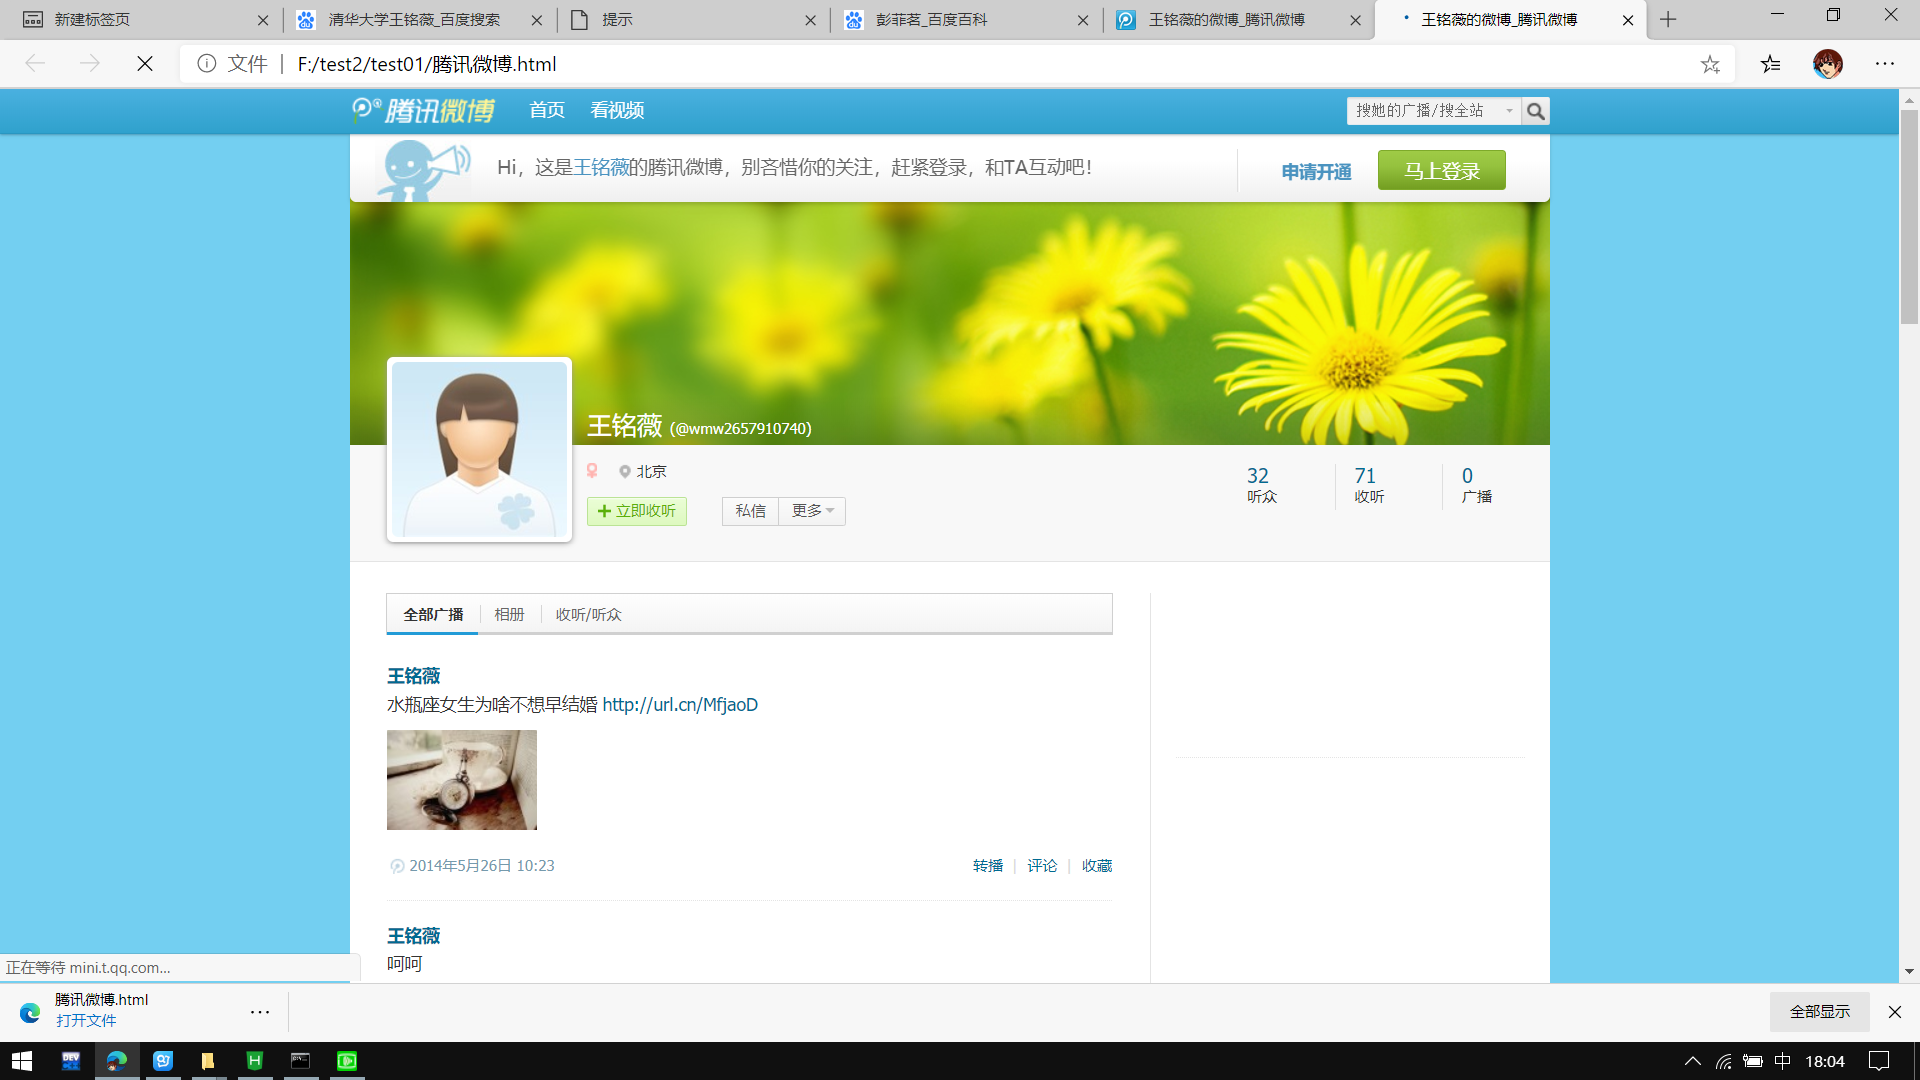 新建标签页
清华大学王铭薇_百度搜索
提示
彭菲茗_百度百科
王铭薇的微博_腾讯微博
王铭薇的微博_腾讯微博
文件 F:/test2/test01/腾讯微博.html
腾讯微博 首页 看视频
搜她的广播/搜全站
Hi，这是王铭薇的腾讯微博，别吝惜你的关注，赶紧登录，和TA互动吧！
申请开通
马上登录
王铭薇 (@wmw2657910740)
北京
立即收听 私信 更多
32 71 0
听众 收听 广播
全部广播 相册 收听/听众
王铭薇
水瓶座女生为啥不想早结婚 http://url.cn/MfjaoD
2014年5月26日 10:23
转播 评论 收藏
王铭薇
呵呵
正在等待 mini.t.qq.com...
腾讯微博.html
打开文件
全部显示
DEV
H
中 18:04